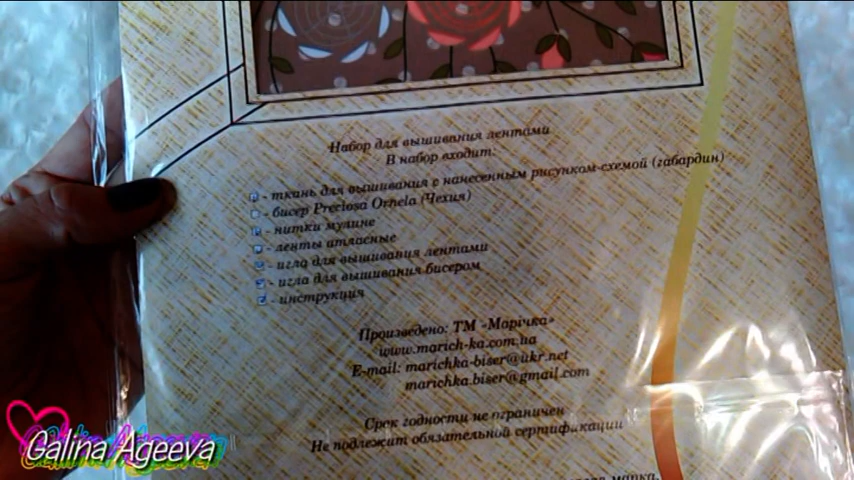 Набор для вышивания лентами
В набор входит:
- ткань для вышивания с нанесенным рисунком-схемой (габардин)
- бисер Preciosa Ornela (Чехия)
- нитки мулине
- ленты атласные
- игла для вышивания лентами
- игла для вышивания бисером
- инструкция
Произведено: ТМ «Марічка»
www.marich-ka.com.ua
E-mail: marichka-biser@ukr.net
marichka.biser@gmail.com
Срок годности не ограничен
Не подлежит обязательной сертификации
марка.
Galina Ageeva